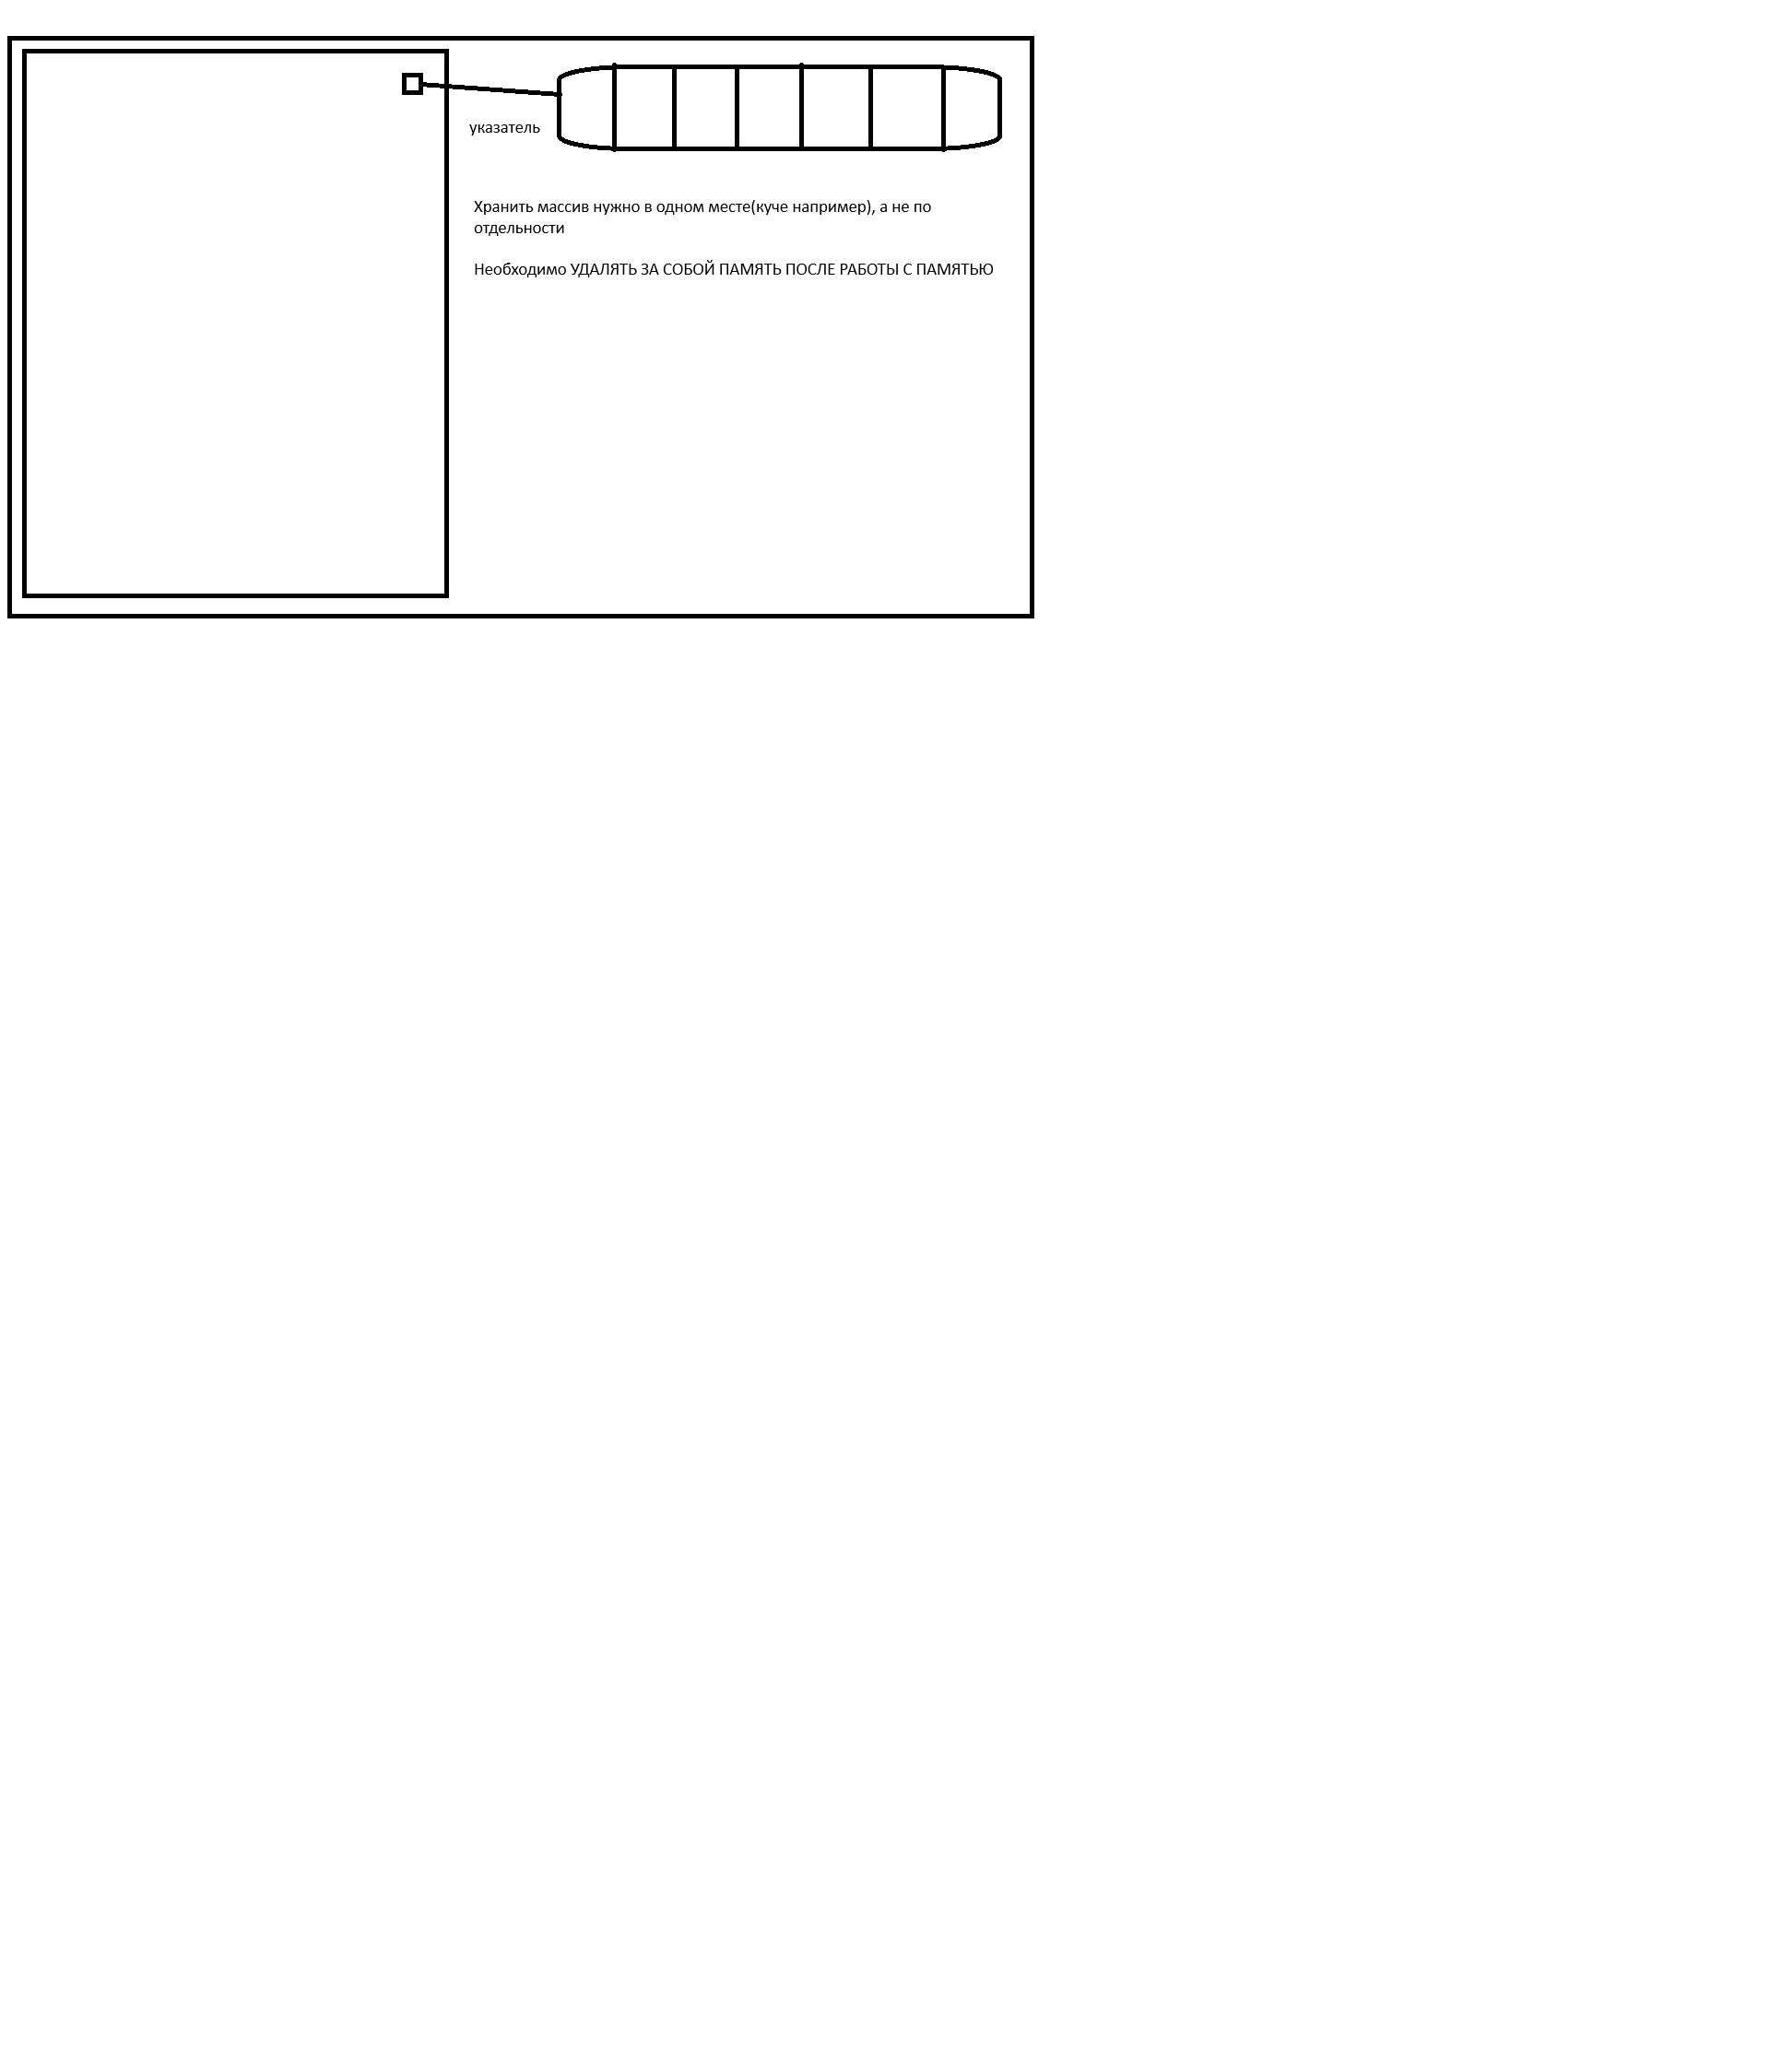 указатель
Хранить массив нужно в одном месте(куче например), а не по
отдельности
Необходимо УДАЛЯТЬ ЗА СОБОЙ ПАМЯТЬ ПОСЛЕ РАБОТЫ С ПАМЯТЬЮ